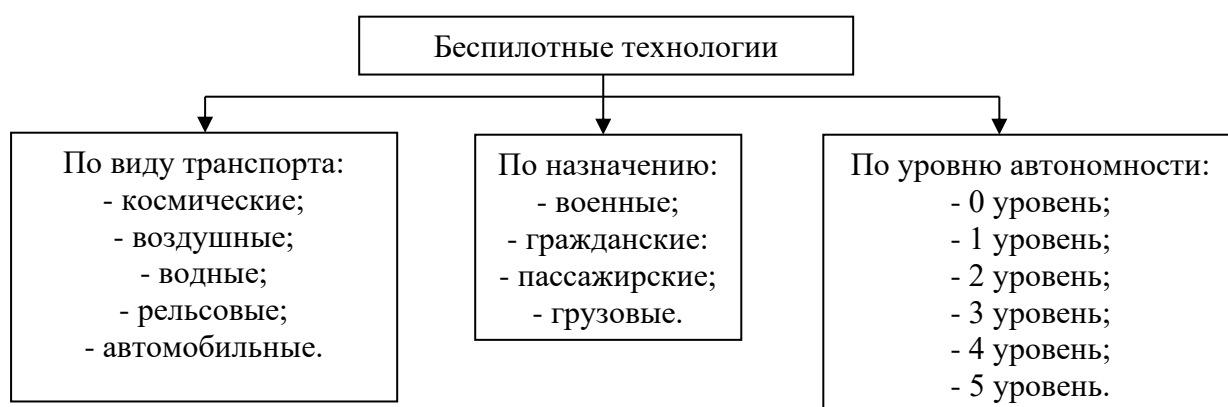 Беспилотные технологии
По виду транспорта:
- космические;
- воздушные;
- водные;
- рельсовые;
- автомобильные.
По назначению:
- военные;
- гражданские:
- пассажирские;
- грузовые.
По уровню автономности:
- 0 уровень;
- 1 уровень;
- 2 уровень;
- 3 уровень;
- 4 уровень;
- 5 уровень.